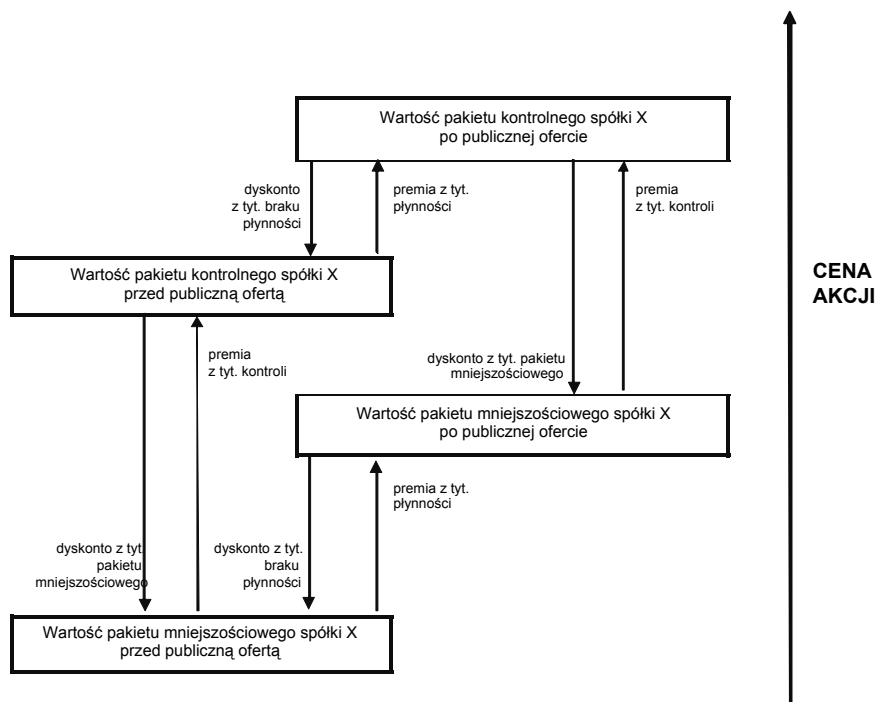 Wartość pakietu kontrolnego spółki X
po publicznej ofercie
dyskonto
z tyt. braku
płynności
premia z tyt.
płynności
premia
z tyt. kontroli
Wartość pakietu kontrolnego spółki X
przed publiczną ofertą
CENA
AKCJI
premia
z tyt. kontroli
dyskonto z tyt. pakietu
mniejszościowego
Wartość pakietu mniejszościowego spółki X
po publicznej ofercie
premia z tyt.
płynności
dyskonto z tyt.
pakietu
mniejszościowego
dyskonto z tyt.
braku
płynności
Wartość pakietu mniejszościowego spółki X
przed publiczną ofertą